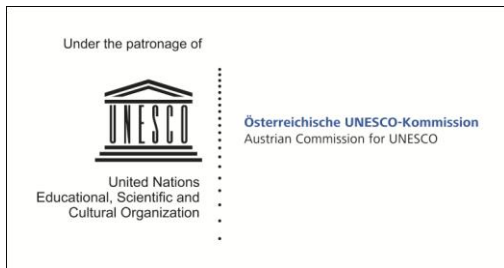 Under the patronage of
UNESCO
United Nations
Educational, Scientific and
Cultural Organization
Österreichische UNESCO-Kommission
Austrian Commission for UNESCO